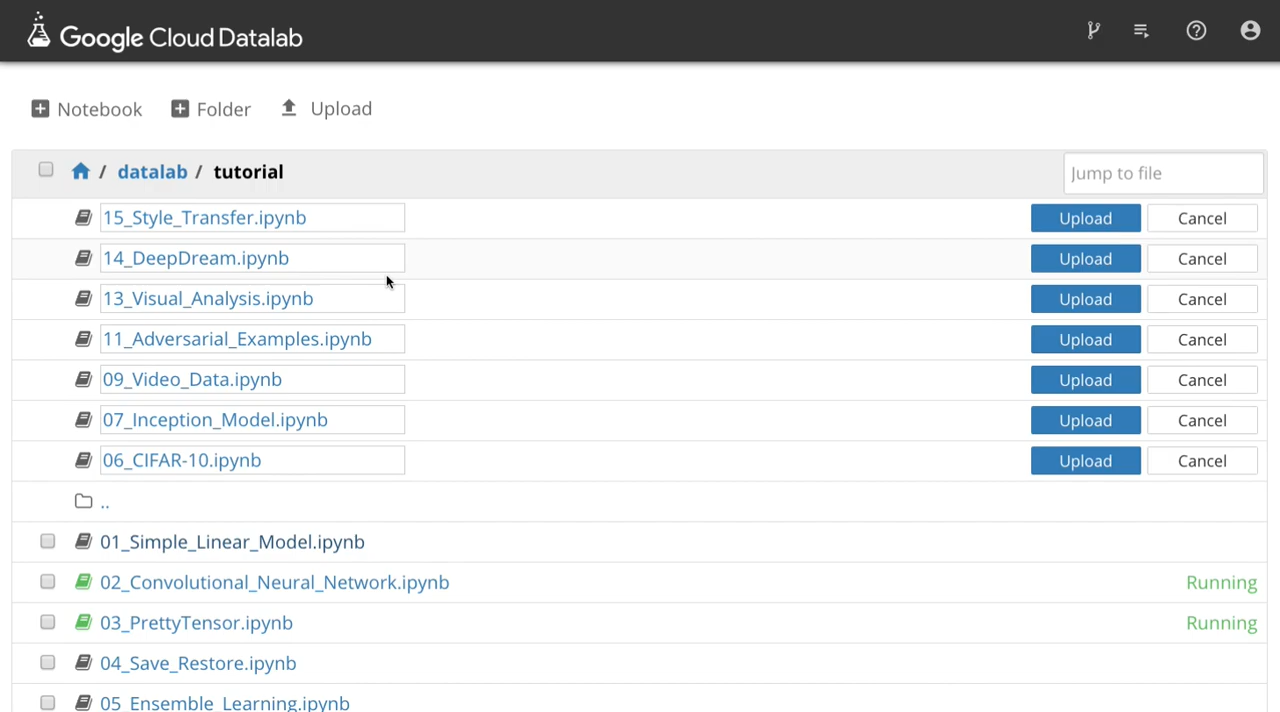 Google Cloud Datalab
Notebook Folder Upload
/ datalab / tutorial Jump to file
15_Style_Transfer.ipynb Upload Cancel
14_DeepDream.ipynb Upload Cancel
13_Visual_Analysis.ipynb Upload Cancel
11_Adversarial_Examples.ipynb Upload Cancel
09_Video_Data.ipynb Upload Cancel
07_Inception_Model.ipynb Upload Cancel
06_CIFAR-10.ipynb Upload Cancel
..
01_Simple_Linear_Model.ipynb
02_Convolutional_Neural_Network.ipynb Running
03_PrettyTensor.ipynb Running
04_Save_Restore.ipynb
05_Ensemble_Learning.ipynb